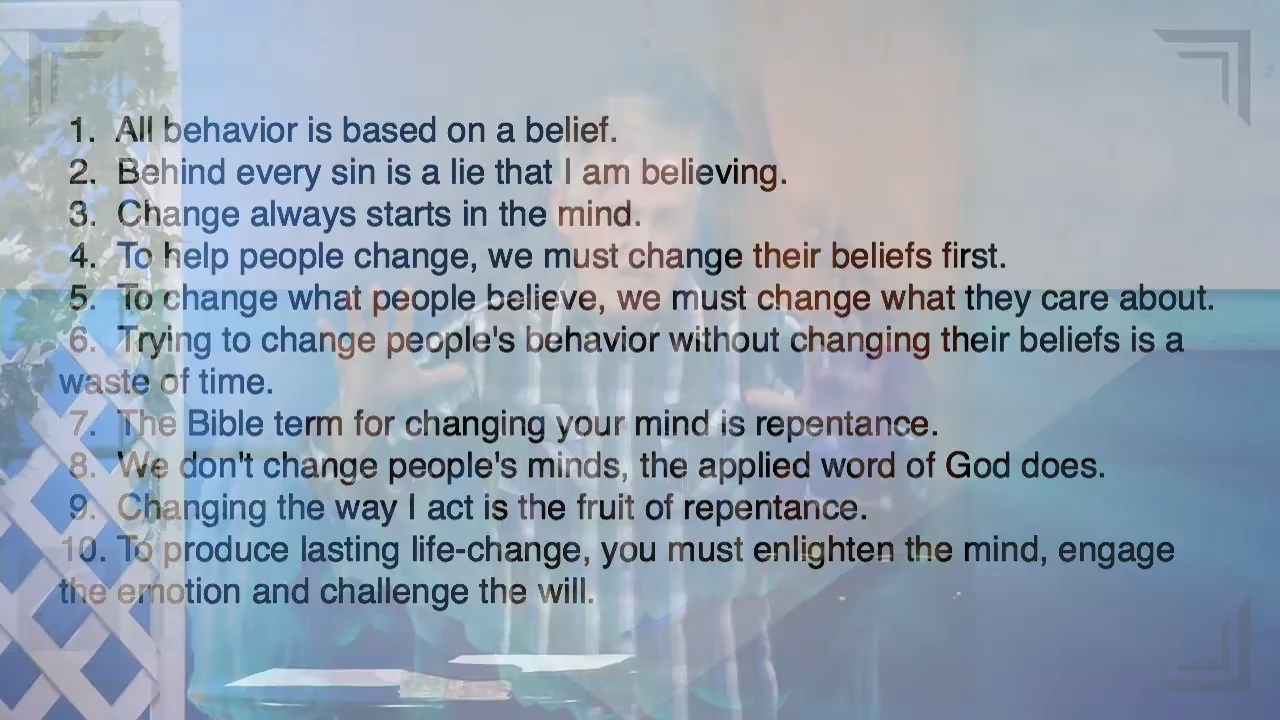 1. All behavior is based on a belief.
2. Behind every sin is a lie that I am believing.
3. Change always starts in the mind.
4. To help people change, we must change their beliefs first.
5. To change what people believe, we must change what they care about.
6. Trying to change people's behavior without changing their beliefs is a
waste of time.
7. The Bible term for changing your mind is repentance.
8. We don't change people's minds, the applied word of God does.
9. Changing the way I act is the fruit of repentance.
10. To produce lasting life-change, you must enlighten the mind, engage
the emotion and challenge the will.